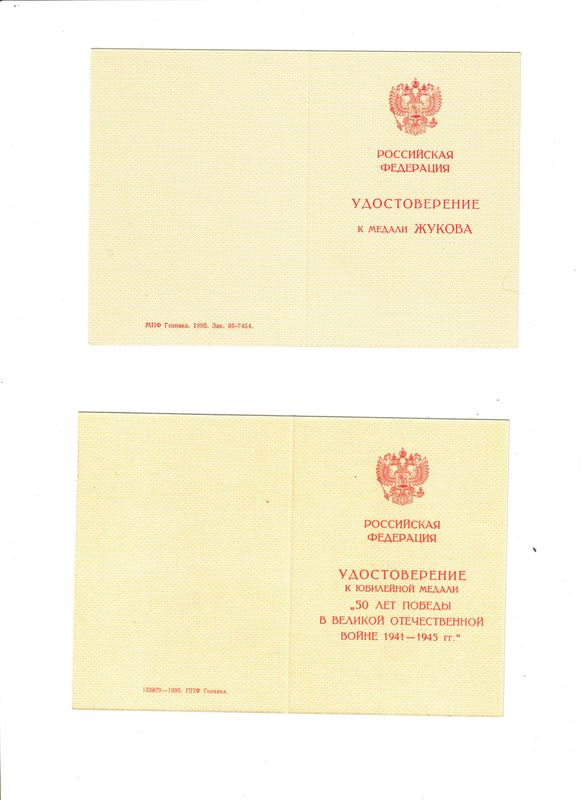 РОССИЙСКАЯ
ФЕДЕРАЦИЯ
УДОСТОВЕРЕНИЕ
К МЕДАЛИ ЖУКОВА
МПФ Гознака. 1995. Зак. 95-7454.
РОССИЙСКАЯ
ФЕДЕРАЦИЯ
УДОСТОВЕРЕНИЕ
К ЮБИЛЕЙНОЙ МЕДАЛИ
„50 ЛЕТ ПОБЕДЫ
В ВЕЛИКОЙ ОТЕЧЕСТВЕННОЙ
ВОЙНЕ 1941—1945 гг.“
132870—1995. ППФ Гознака.